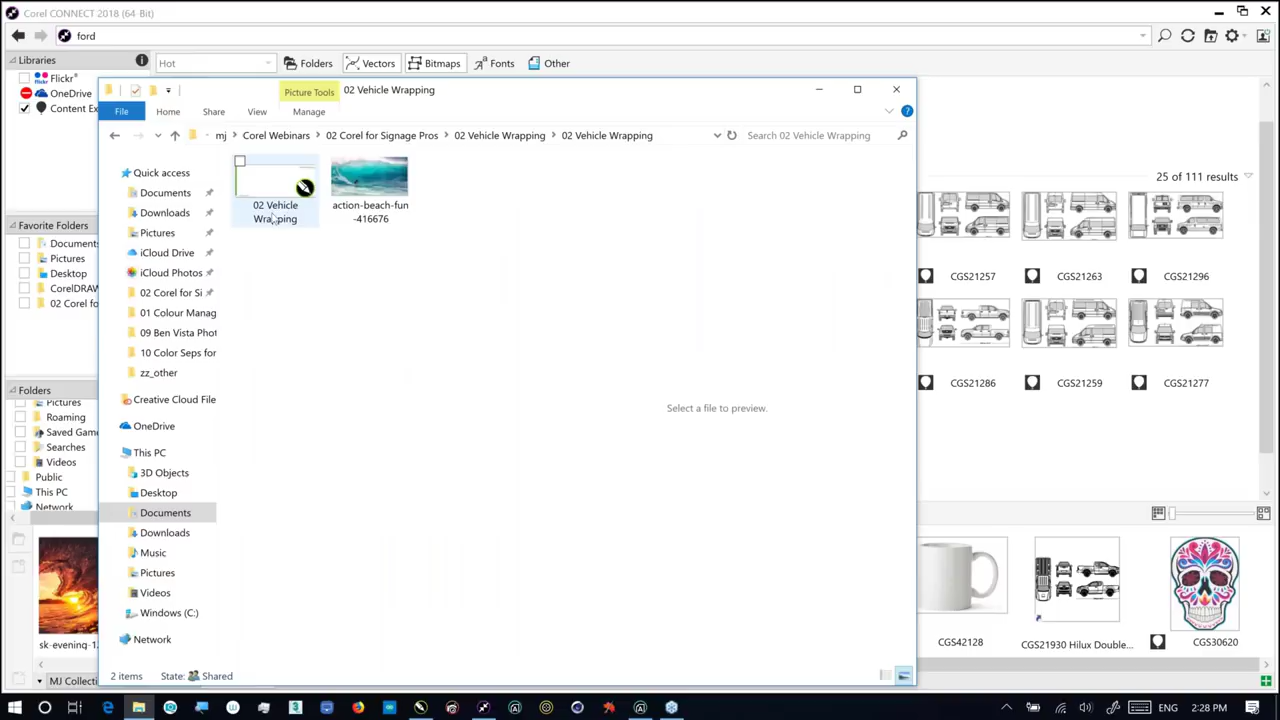 Corel CONNECT 2018 (64-Bit)
ford
Libraries
Hot
Folders
Vectors
Bitmaps
Fonts
Other
Flickr®
OneDrive
Content Ex
Picture Tools
02 Vehicle Wrapping
File
Home
Share
View
Manage
mj
Corel Webinars
02 Corel for Signage Pros
02 Vehicle Wrapping
02 Vehicle Wrapping
Search 02 Vehicle Wrapping
Quick access
Documents
Downloads
Pictures
iCloud Drive
iCloud Photos
02 Corel for Si
01 Colour Manag
09 Ben Vista Phot
10 Color Seps for
zz_other
Creative Cloud File
OneDrive
This PC
3D Objects
Desktop
Documents
Downloads
Music
Pictures
Videos
Windows (C:)
Network
02 Vehicle
Wrapping
action-beach-fun
-416676
Select a file to preview.
2 items
State:
Shared
Favorite Folders
Documents
Pictures
Desktop
CorelDRAW
02 Corel fo
Folders
Pictures
Roaming
Saved Game
Searches
Videos
Public
This PC
Network
25 of 111 results
CGS21257
CGS21263
CGS21296
CGS21286
CGS21259
CGS21277
sk-evening-1
CGS42128
CGS21930 Hilux Double...
CGS30620
MJ Collecti
ENG
2:28 PM